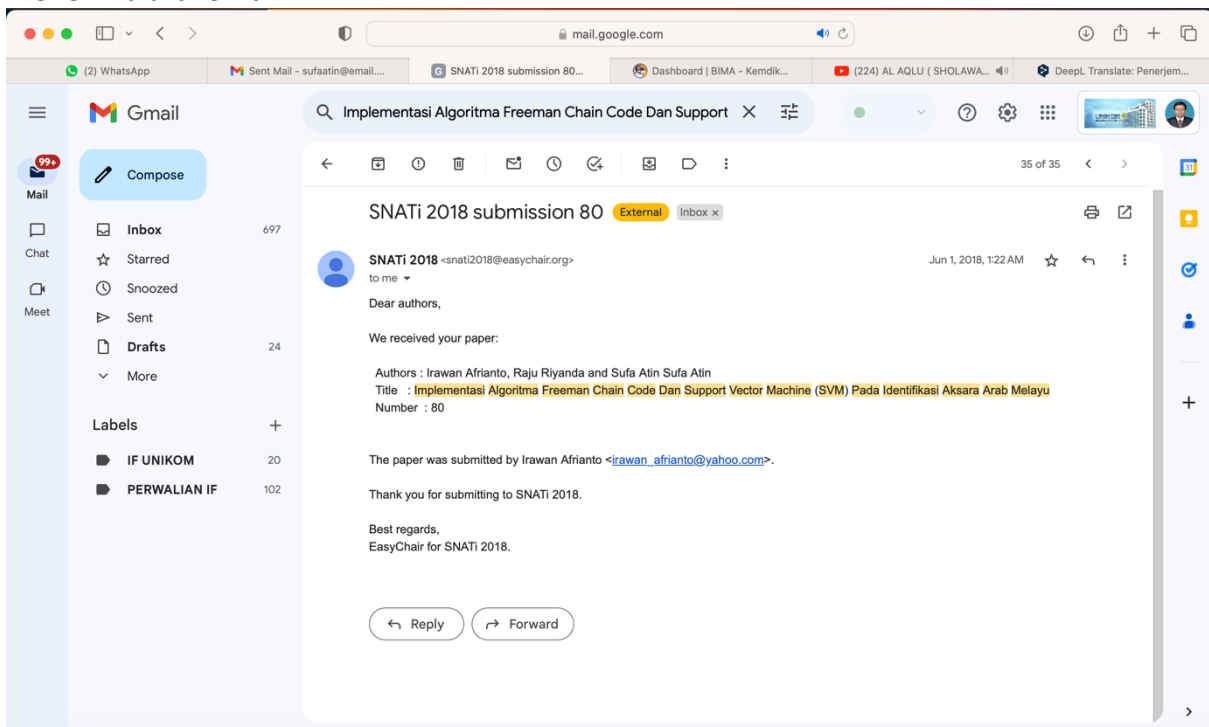 mail.google.com
(2) WhatsApp
Sent Mail - sufaatin@email....
G SNATi 2018 submission 80...
Dashboard | BIMA - Kemdik...
(224) AL AQLU ( SHOLAWA...
DeepL Translate: Penerjem...
Gmail
Implementasi Algoritma Freeman Chain Code Dan Support
99+
Mail
Chat
Meet
Compose
Inbox 697
Starred
Snoozed
Sent
Drafts 24
More
Labels +
IF UNIKOM 20
PERWALIAN IF 102
35 of 35
31
SNATi 2018 submission 80 External Inbox x
SNATi 2018 <snati2018@easychair.org> Jun 1, 2018, 1:22 AM
to me
Dear authors,
We received your paper:
Authors : Irawan Afrianto, Raju Riyanda and Sufa Atin Sufa Atin
Title : Implementasi Algoritma Freeman Chain Code Dan Support Vector Machine (SVM) Pada Identifikasi Aksara Arab Melayu
Number : 80
The paper was submitted by Irawan Afrianto <irawan_afrianto@yahoo.com>.
Thank you for submitting to SNATi 2018.
Best regards,
EasyChair for SNATi 2018.
Reply
Forward